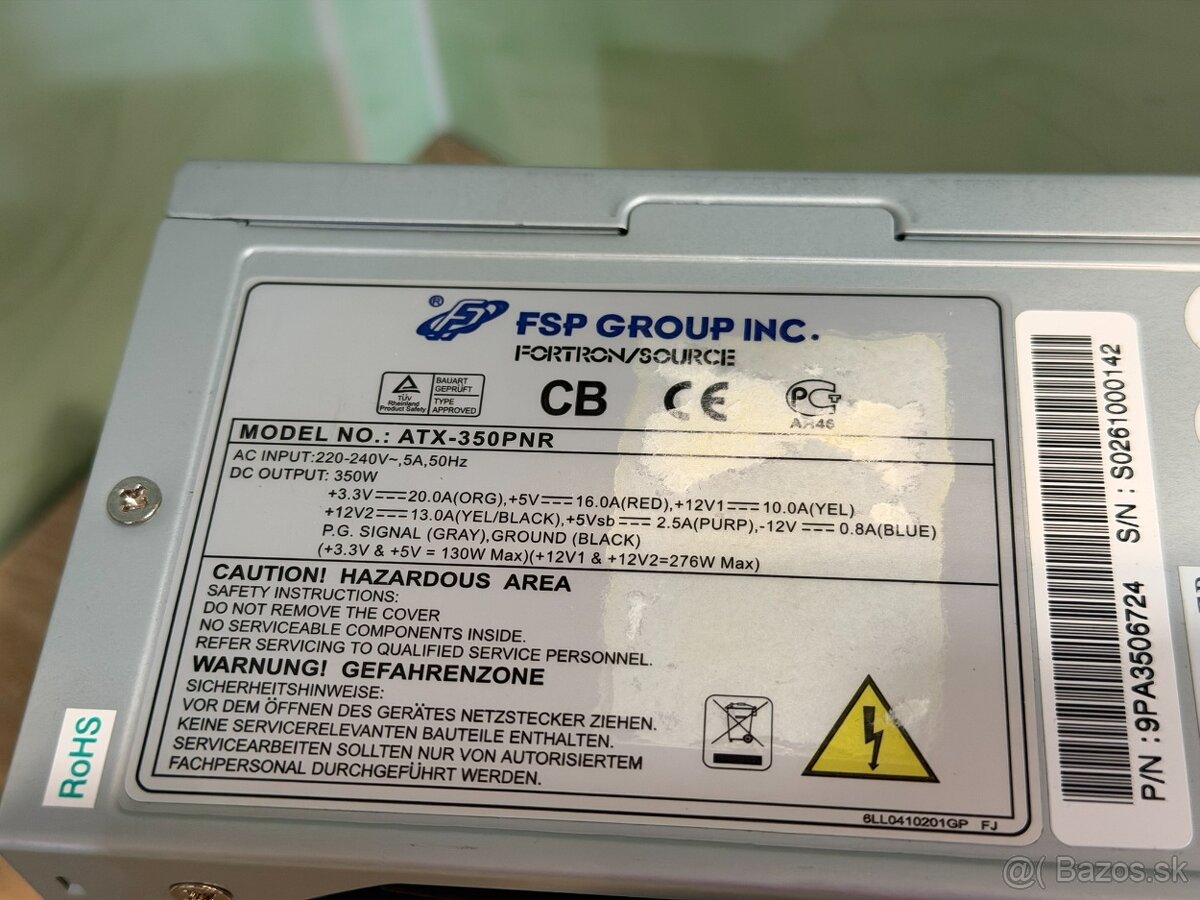 ® FSP GROUP INC.
FORTRON/SOURCE
TÜV
Rheinland
Product Safety
BAUART
GEPRÜFT
TYPE
APPROVED
CB
CE
PCT
MODEL NO.: ATX-350PNR
AC INPUT:220-240V~,5A,50Hz
DC OUTPUT: 350W
+3.3V⎓20.0A(ORG),+5V⎓16.0A(RED),+12V1⎓10.0A(YEL)
+12V2⎓13.0A(YEL/BLACK),+5Vsb⎓2.5A(PURP),-12V⎓0.8A(BLUE)
P.G. SIGNAL (GRAY),GROUND (BLACK)
(+3.3V & +5V = 130W Max)(+12V1 & +12V2=276W Max)
CAUTION! HAZARDOUS AREA
SAFETY INSTRUCTIONS:
DO NOT REMOVE THE COVER
NO SERVICEABLE COMPONENTS INSIDE.
REFER SERVICING TO QUALIFIED SERVICE PERSONNEL.
WARNUNG! GEFAHRENZONE
SICHERHEITSHINWEISE:
VOR DEM ÖFFNEN DES GERÄTES NETZSTECKER ZIEHEN.
KEINE SERVICERELEVANTEN BAUTEILE ENTHALTEN.
SERVICEARBEITEN SOLLTEN NUR VON AUTORISIERTEM
FACHPERSONAL DURCHGEFÜHRT WERDEN.
6LL0410201GP FJ
RoHS
P/N :9PA3506724 S/N : S0261000142
@( Bazos.sk